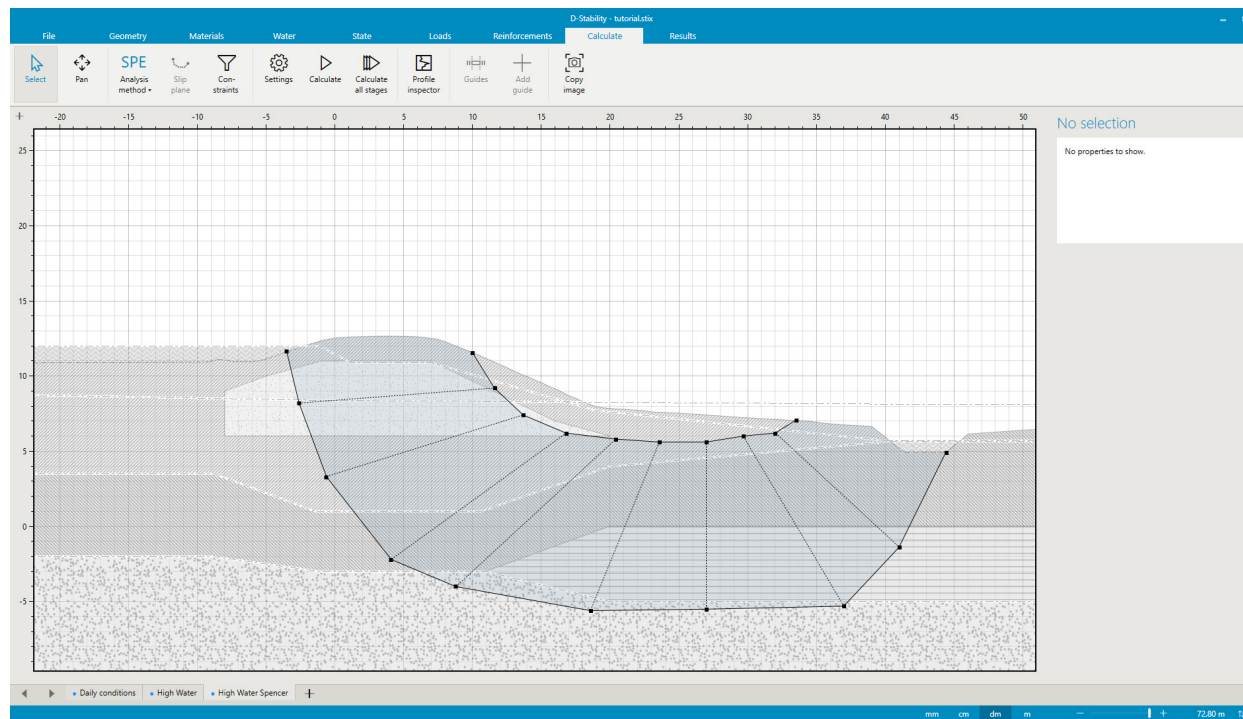 D-Stability - tutorial.stix
File Geometry Materials Water State Loads Reinforcements Calculate Results
Select Pan SPE Analysis method Slip plane Con-straints Settings Calculate Calculate all stages Profile inspector Guides Add guide Copy image
-20 -15 -10 -5 0 5 10 15 20 25 30 35 40 45 50
No selection
No properties to show.
25
20
15
10
5
0
-5
Daily conditions High Water High Water Spencer
mm cm dm m 72.80 m